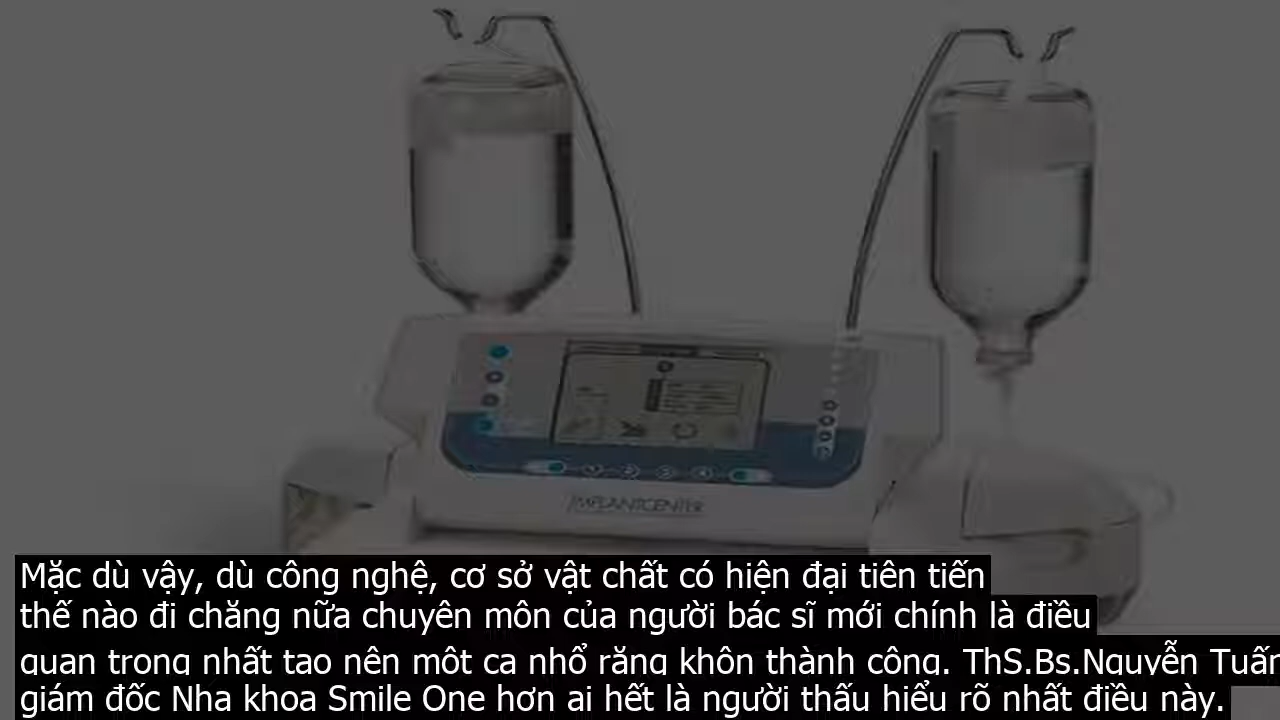 IMPLANTCENTER
Mặc dù vậy, dù công nghệ, cơ sở vật chất có hiện đại tiên tiến
thế nào đi chăng nữa chuyên môn của người bác sĩ mới chính là điều
quan trọng nhất tạo nên một ca nhổ răng khôn thành công. ThS.Bs.Nguyễn Tuấn
giám đốc Nha khoa Smile One hơn ai hết là người thấu hiểu rõ nhất điều này.